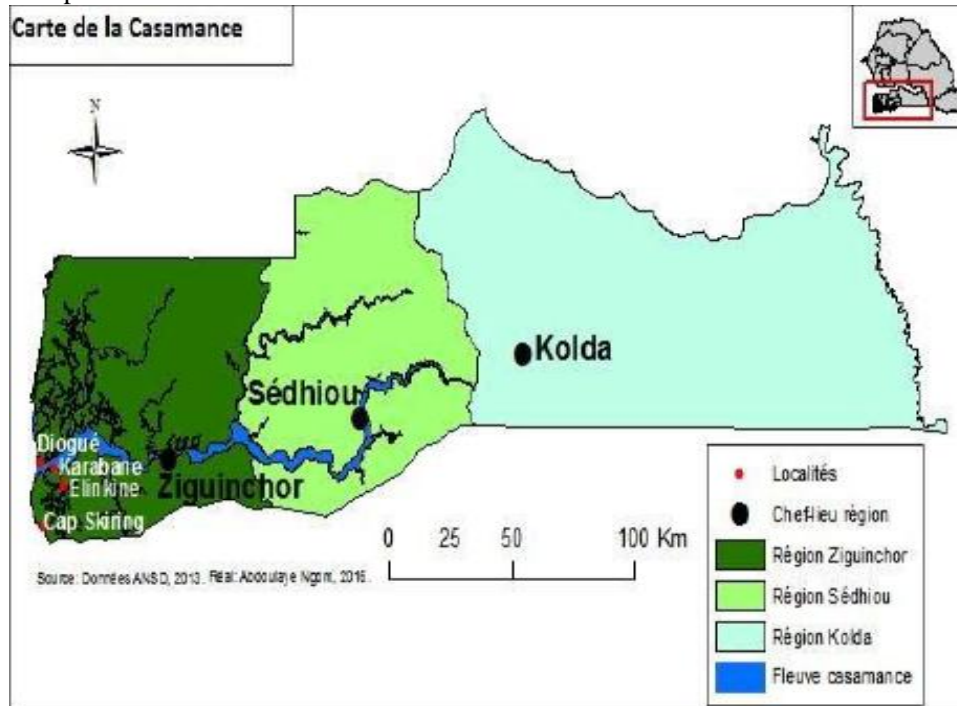 Carte de la Casamance
N
Kolda
Sédhiou
Diogué
Karabane
Elinkine
Ziguinchor
Cap Skiring
0 25 50 100 Km
Source: Données ANSD, 2013. Réal: Abdoulaye Ngom, 2016.
Localités
Chef-lieu région
Région Ziguinchor
Région Sédhiou
Région Kolda
Fleuve casamance